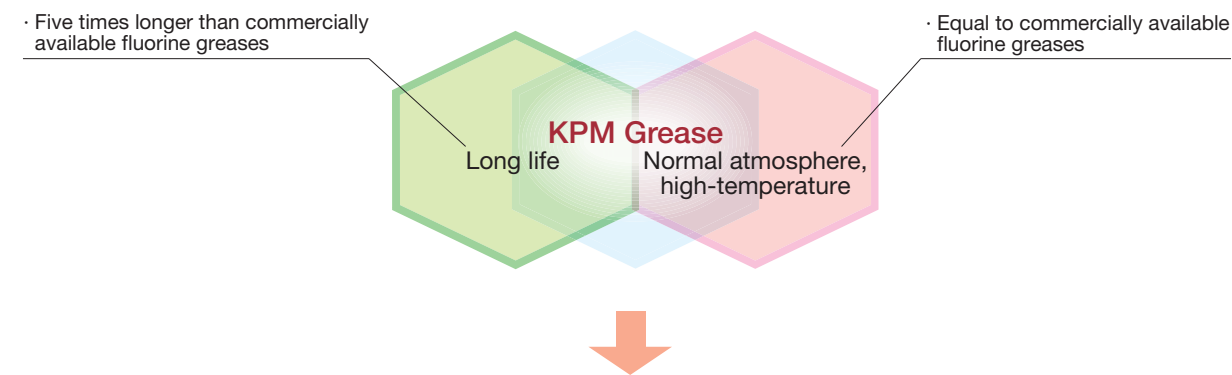 · Five times longer than commercially
available fluorine greases
· Equal to commercially available
fluorine greases
KPM Grease
Long life
Normal atmosphere,
high-temperature